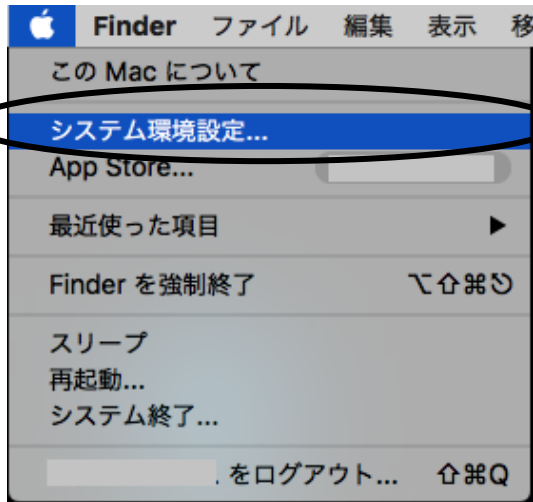 Finder ファイル 編集 表示 移
この Mac について
システム環境設定...
App Store...
最近使った項目 ▶
Finder を強制終了 ⌥⇧⌘⎋
スリープ
再起動...
システム終了...
をログアウト... ⇧⌘Q